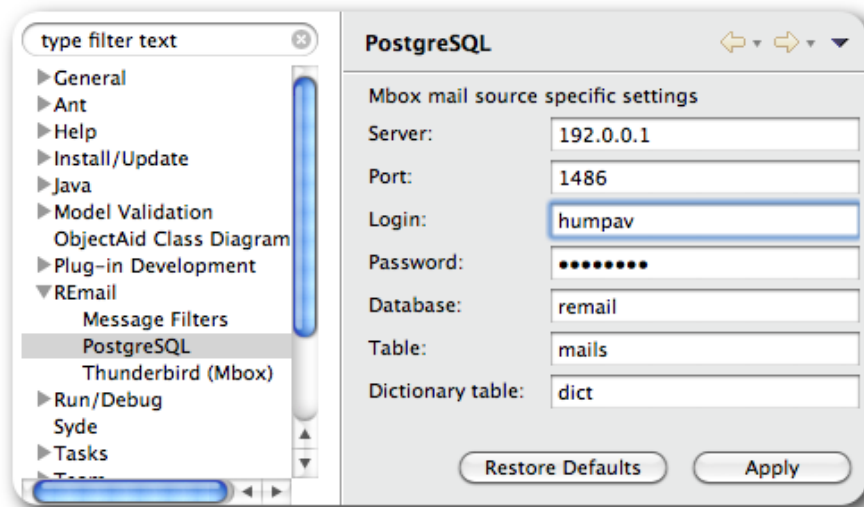 type filter text
General
Ant
Help
Install/Update
Java
Model Validation
ObjectAid Class Diagram
Plug-in Development
REmail
Message Filters
PostgreSQL
Thunderbird (Mbox)
Run/Debug
Syde
Tasks
Team
PostgreSQL
Mbox mail source specific settings
Server: 192.0.0.1
Port: 1486
Login: humpav
Password: ••••••••
Database: remail
Table: mails
Dictionary table: dict
Restore Defaults Apply